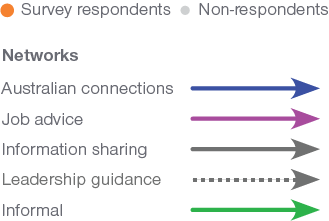 Survey respondents Non-respondents
Networks
Australian connections
Job advice
Information sharing
Leadership guidance
Informal